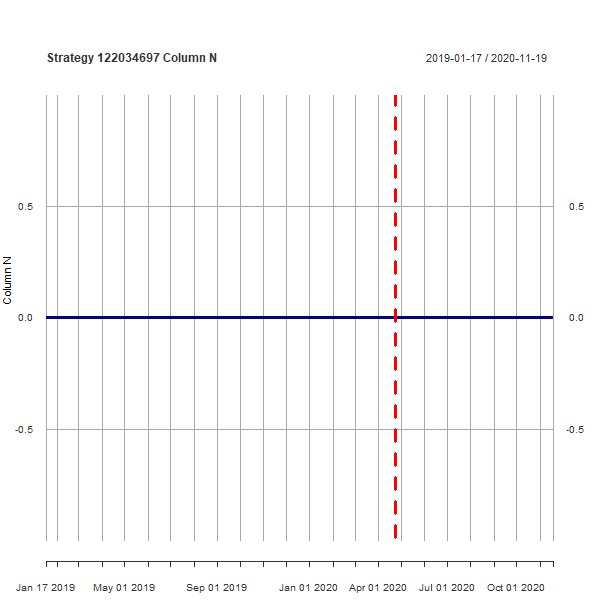 Strategy 122034697 Column N 2019-01-17 / 2020-11-19
0.5 0.5
Column N
0.0 0.0
-0.5 -0.5
Jan 17 2019 May 01 2019 Sep 01 2019 Jan 01 2020 Apr 01 2020 Jul 01 2020 Oct 01 2020